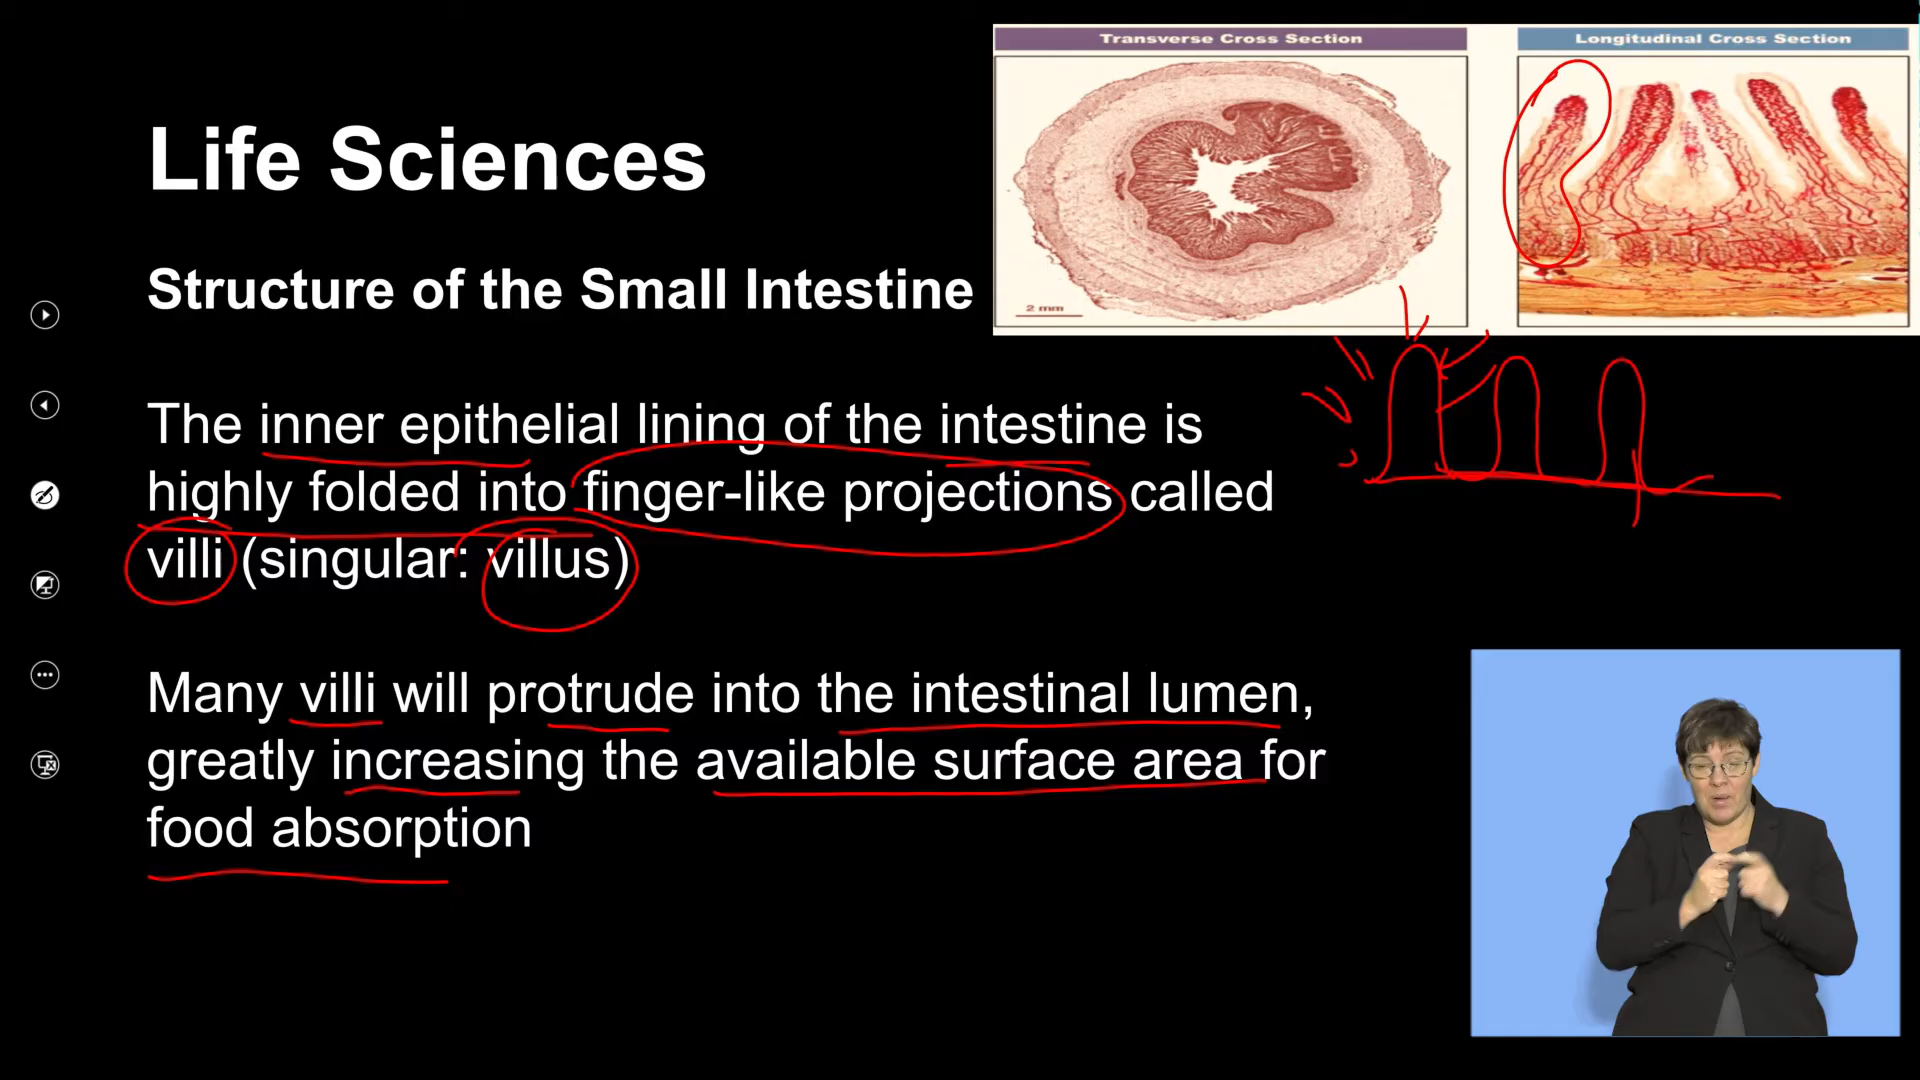 Transverse Cross Section
Longitudinal Cross Section
2 mm
Life Sciences
Structure of the Small Intestine
The inner epithelial lining of the intestine is
highly folded into finger-like projections called
villi (singular: villus)
Many villi will protrude into the intestinal lumen,
greatly increasing the available surface area for
food absorption